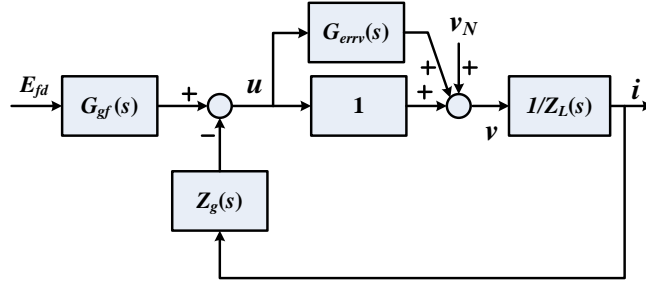 G_errv(s)
v_N
E_fd
G_gf(s)
+
u
+
+
+
i
1
1/Z_L(s)
−
v
Z_g(s)